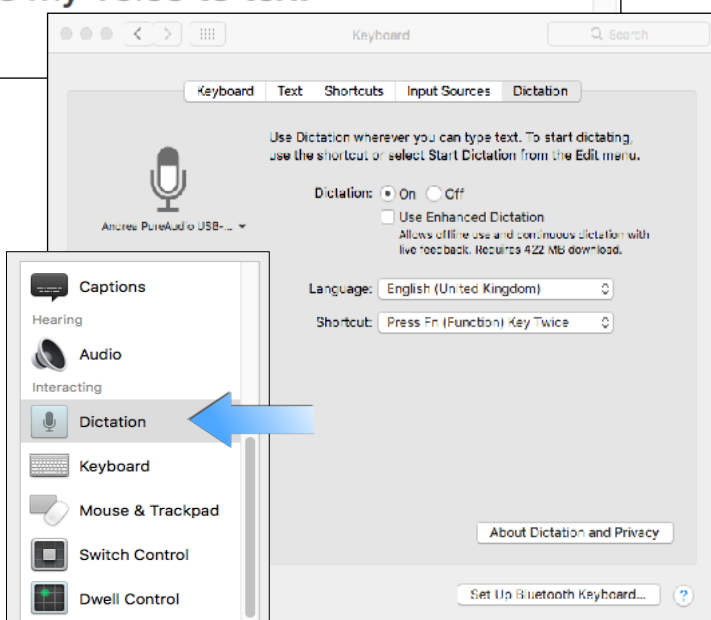 Keyboard
Search
Keyboard Text Shortcuts Input Sources Dictation
Use Dictation wherever you can type text. To start dictating,
use the shortcut or select Start Dictation from the Edit menu.
Andrea PureAudio USB-...
Dictation: On Off
Use Enhanced Dictation
Allows offline use and continuous dictation with
live feedback. Requires 422 MB download.
Language: English (United Kingdom)
Shortcut: Press Fn (Function) Key Twice
About Dictation and Privacy
Set Up Bluetooth Keyboard... ?
Captions
Hearing
Audio
Interacting
Dictation
Keyboard
Mouse & Trackpad
Switch Control
Dwell Control